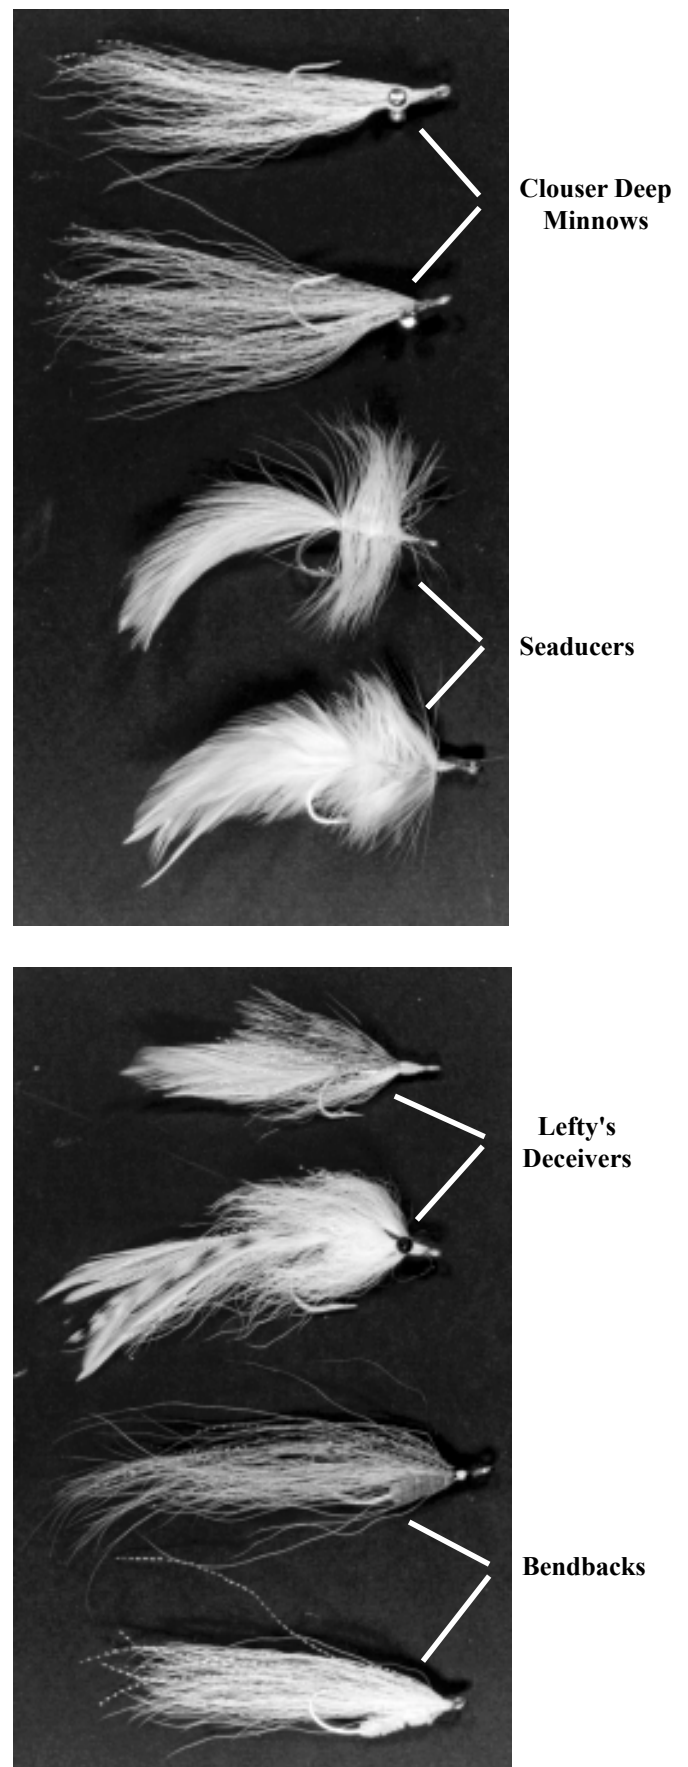 Clouser Deep
Minnows
Seaducers
Lefty's
Deceivers
Bendbacks